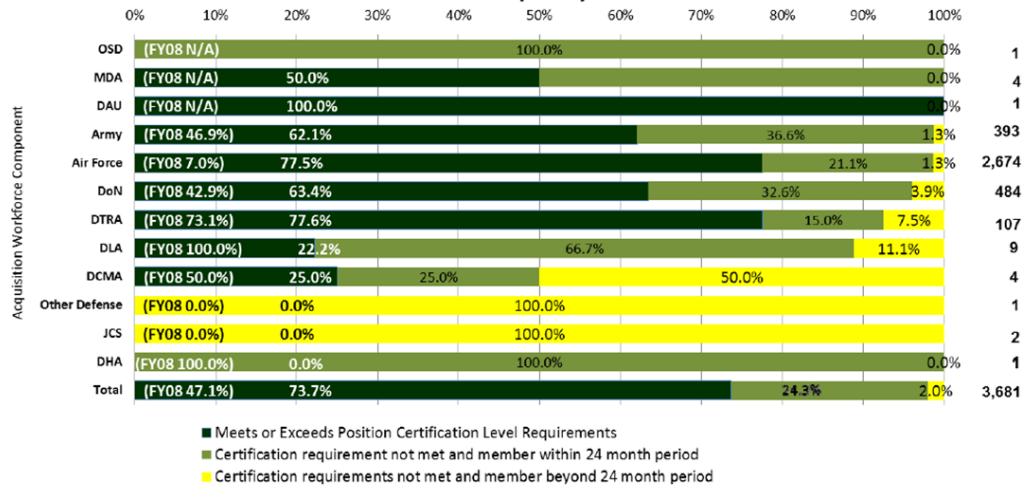 0% 10% 20% 30% 40% 50% 60% 70% 80% 90% 100%
Acquisition Workforce Component
OSD (FY08 N/A) 100.0% 0.0% 1
MDA (FY08 N/A) 50.0% 0.0% 4
DAU (FY08 N/A) 100.0% 0.0% 1
Army (FY08 46.9%) 62.1% 36.6% 1.3% 393
Air Force (FY08 7.0%) 77.5% 21.1% 1.3% 2,674
DoN (FY08 42.9%) 63.4% 32.6% 3.9% 484
DTRA (FY08 73.1%) 77.6% 15.0% 7.5% 107
DLA (FY08 100.0%) 22.2% 66.7% 11.1% 9
DCMA (FY08 50.0%) 25.0% 25.0% 50.0% 4
Other Defense (FY08 0.0%) 0.0% 100.0% 1
JCS (FY08 0.0%) 0.0% 100.0% 2
DHA (FY08 100.0%) 0.0% 100.0% 0.0% 1
Total (FY08 47.1%) 73.7% 24.3% 2.0% 3,681
Meets or Exceeds Position Certification Level Requirements
Certification requirement not met and member within 24 month period
Certification requirements not met and member beyond 24 month period